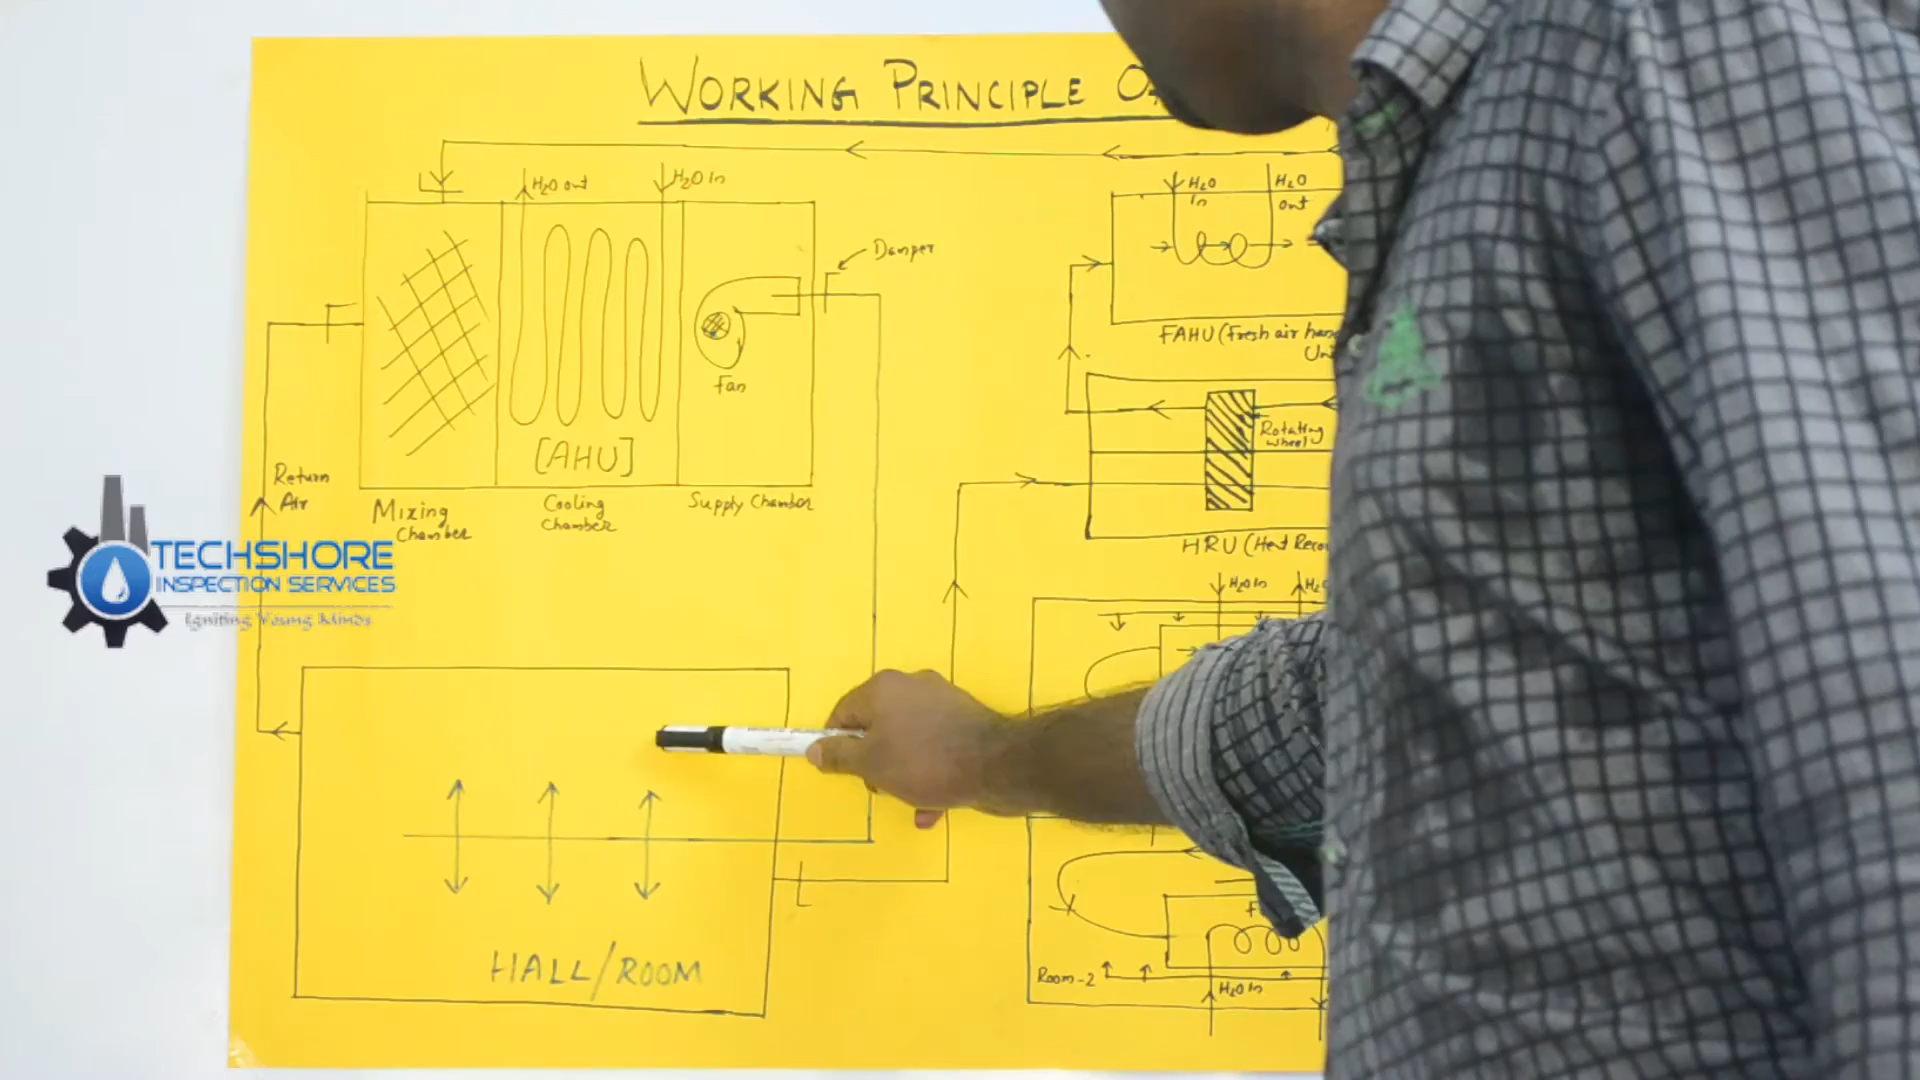 WORKING PRINCIPLE
H2O out
H2O In
H2O
In
H2O
out
Damper
FAHU (Fresh air
Fan
Rotating
wheel
[AHU]
Return
Air
Mixing
Chamber
Cooling
Chamber
Supply Chamber
TECHSHORE
INSPECTION SERVICES
Igniting Young Minds
HRU (Heat
H2O In
HALL/ROOM
Room-2
H2O In